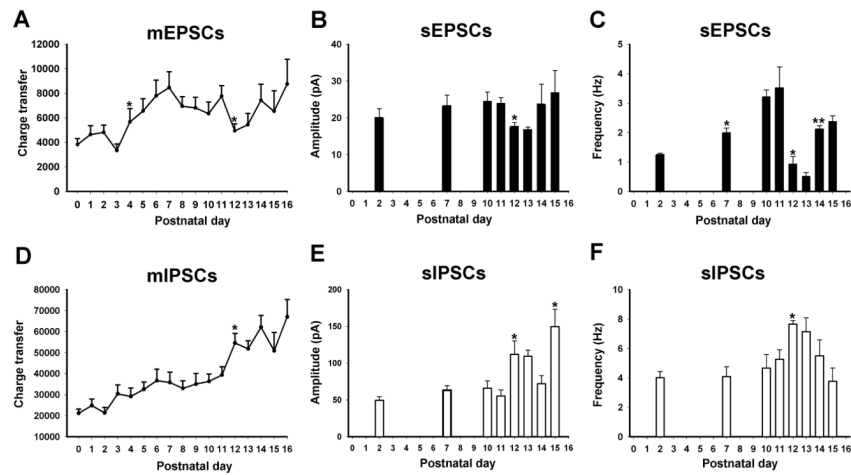 A
mEPSCs
Charge transfer
12000
10000
8000
6000
4000
2000
0
*
*
0 1 2 3 4 5 6 7 8 9 10 11 12 13 14 15 16
Postnatal day
B
sEPSCs
Amplitude (pA)
40
30
20
10
0
*
0 1 2 3 4 5 6 7 8 9 10 11 12 13 14 15 16
Postnatal day
C
sEPSCs
Frequency (Hz)
5
4
3
2
1
0
*
*
**
0 1 2 3 4 5 6 7 8 9 10 11 12 13 14 15 16
Postnatal day
D
mIPSCs
Charge transfer
80000
70000
60000
50000
40000
30000
20000
10000
*
0 1 2 3 4 5 6 7 8 9 10 11 12 13 14 15 16
Postnatal day
E
sIPSCs
Amplitude (pA)
200
150
100
50
0
*
*
0 1 2 3 4 5 6 7 8 9 10 11 12 13 14 15 16
Postnatal day
F
sIPSCs
Frequency (Hz)
10
8
6
4
2
0
*
0 1 2 3 4 5 6 7 8 9 10 11 12 13 14 15 16
Postnatal day